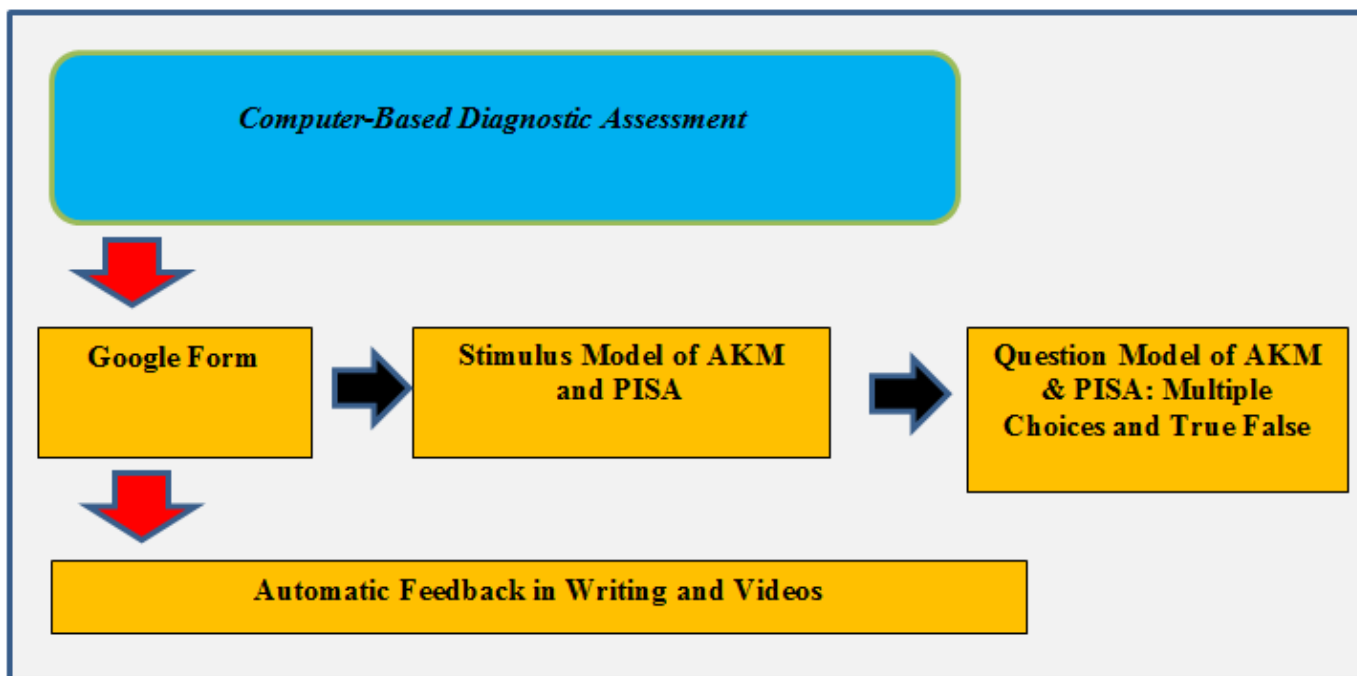 Computer-Based Diagnostic Assessment
Google Form
Stimulus Model of AKM
and PISA
Question Model of AKM
& PISA: Multiple
Choices and True False
Automatic Feedback in Writing and Videos